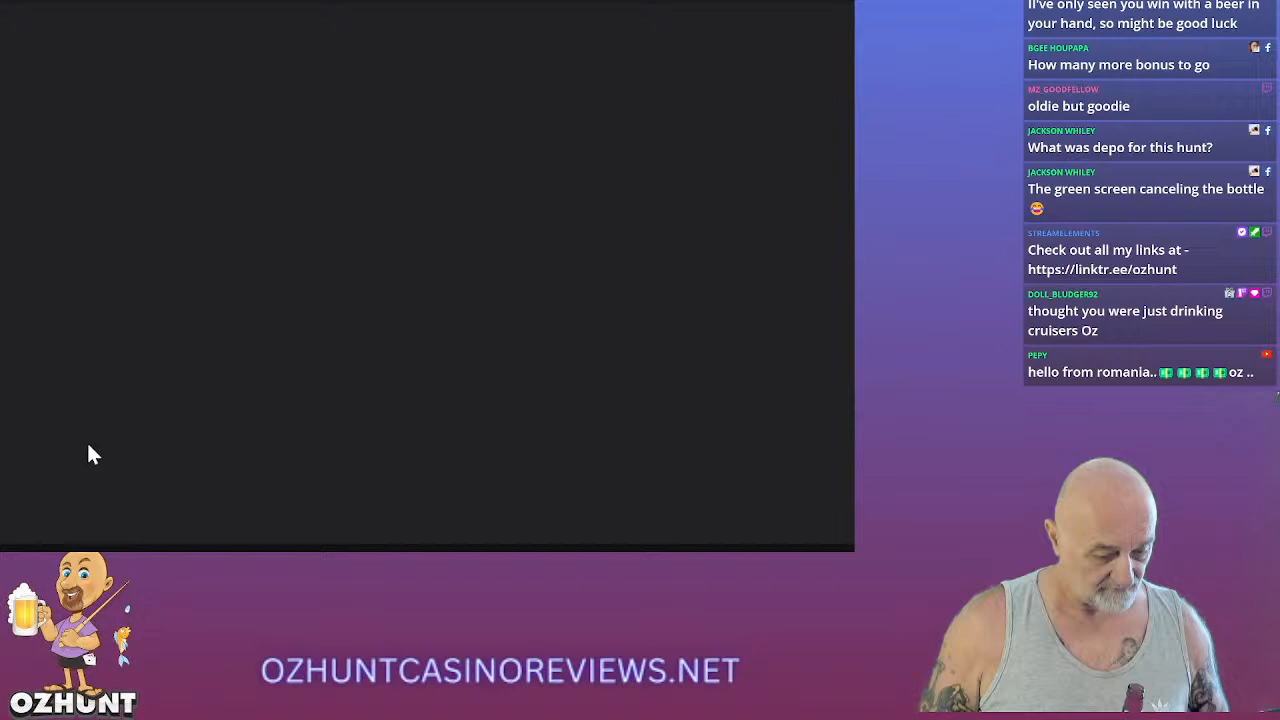 II've only seen you win with a beer in
your hand, so might be good luck
BGEE HOUPAPA
How many more bonus to go
MZ_GOODFELLOW
oldie but goodie
JACKSON WHILEY
What was depo for this hunt?
JACKSON WHILEY
The green screen canceling the bottle
STREAMELEMENTS
Check out all my links at -
https://linktr.ee/ozhunt
DOLL_BLUDGER92
thought you were just drinking
cruisers Oz
PEPY
hello from romania.. oz ..
OZHUNT
OZHUNTCASINOREVIEWS.NET